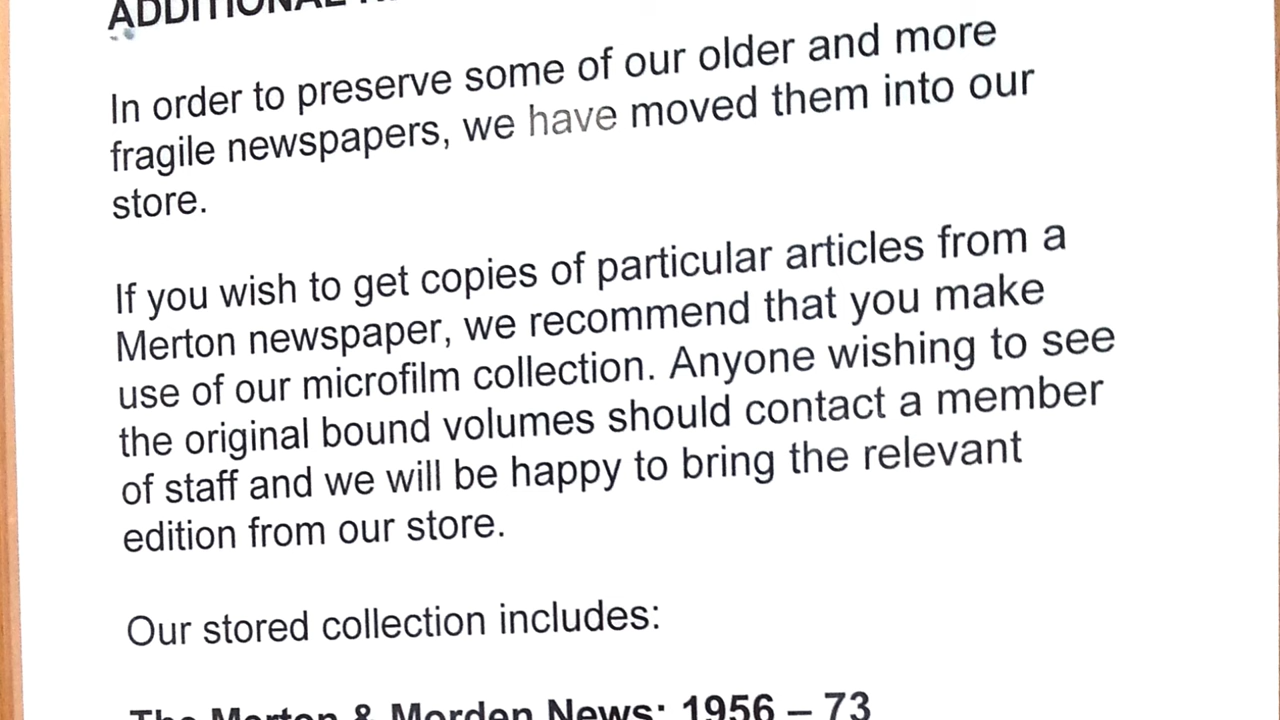 ADDITIONAL
In order to preserve some of our older and more
fragile newspapers, we have moved them into our
store.
If you wish to get copies of particular articles from a
Merton newspaper, we recommend that you make
use of our microfilm collection. Anyone wishing to see
the original bound volumes should contact a member
of staff and we will be happy to bring the relevant
edition from our store.
Our stored collection includes:
The Merton & Morden News: 1956 – 73